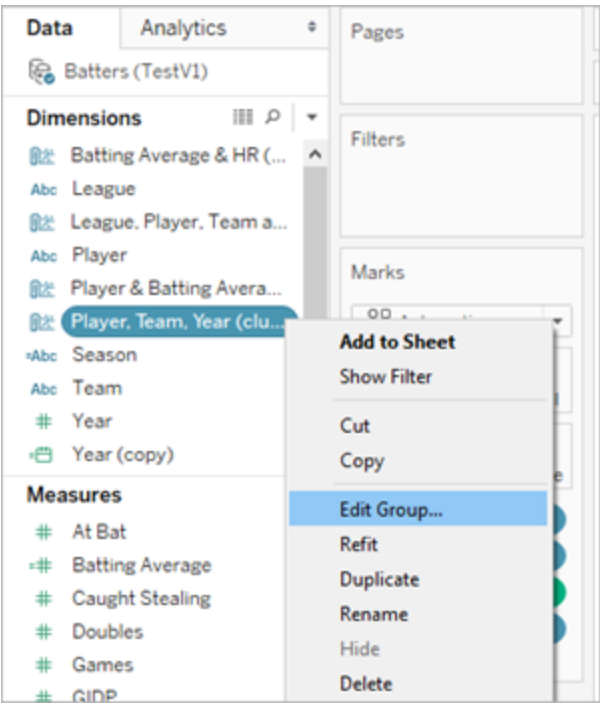 Data
Analytics
Batters (TestV1)
Dimensions
Batting Average & HR (...
Abc League
League, Player, Team a...
Abc Player
Player & Batting Avera...
Player, Team, Year (clu...
=Abc Season
Abc Team
# Year
Year (copy)
Measures
# At Bat
=# Batting Average
# Caught Stealing
# Doubles
# Games
# GIDP
Pages
Filters
Marks
Add to Sheet
Show Filter
Cut
Copy
Edit Group...
Refit
Duplicate
Rename
Hide
Delete